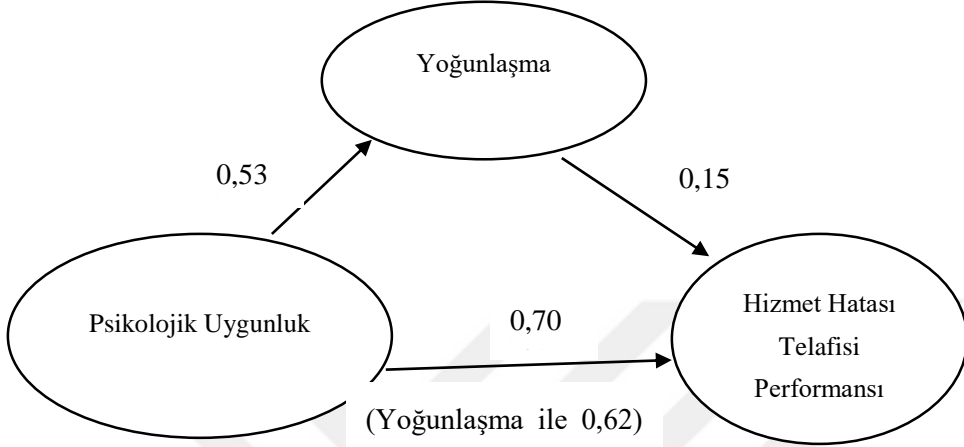 Yoğunlaşma
0,53
0,15
Psikolojik Uygunluk
0,70
Hizmet Hatası
Telafisi
Performansı
(Yoğunlaşma ile 0,62)